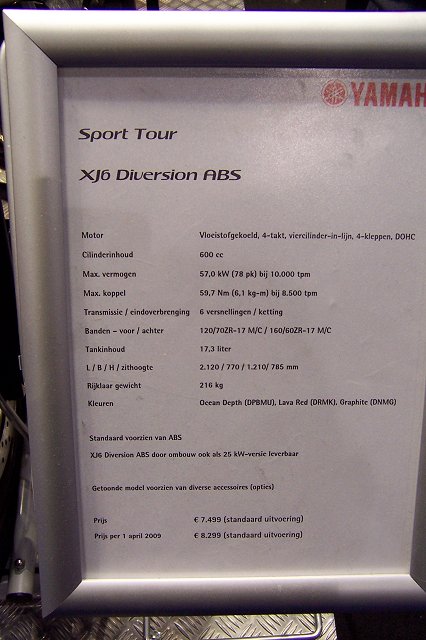 YAMAH
Sport Tour
XJ6 Diversion ABS
Motor Vloeistofgekoeld, 4-takt, viercilinder-in-lijn, 4-kleppen, DOHC
Cilinderinhoud 600 cc
Max. vermogen 57,0 kW (78 pk) bij 10.000 tpm
Max. koppel 59,7 Nm (6,1 kg-m) bij 8.500 tpm
Transmissie / eindoverbrenging 6 versnellingen / ketting
Banden - voor / achter 120/70ZR-17 M/C / 160/60ZR-17 M/C
Tankinhoud 17,3 liter
L / B / H / zithoogte 2.120 / 770 / 1.210/ 785 mm
Rijklaar gewicht 216 kg
Kleuren Ocean Depth (DPBMU), Lava Red (DRMK), Graphite (DNMG)
Standaard voorzien van ABS
XJ6 Diversion ABS door ombouw ook als 25 kW-versie leverbaar
Getoonde model voorzien van diverse accessoires (opties)
Prijs € 7.499 (standaard uitvoering)
Prijs per 1 april 2009 € 8.299 (standaard uitvoering)